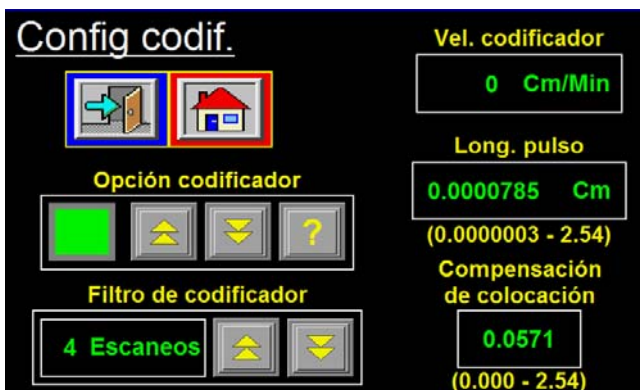 Config codif.
Opción codificador
?
Filtro de codificador
4 Escaneos
Vel. codificador
0 Cm/Min
Long. pulso
0.0000785 Cm
(0.0000003 - 2.54)
Compensación
de colocación
0.0571
(0.000 - 2.54)